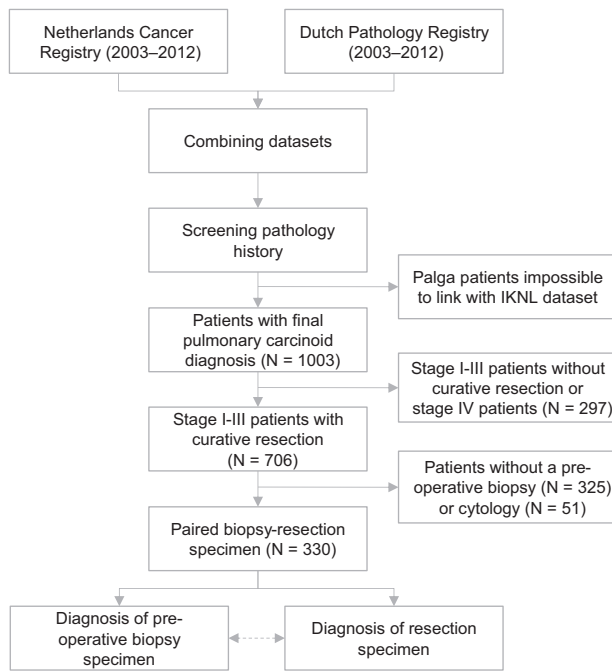 Netherlands Cancer
Registry (2003–2012)
Dutch Pathology Registry
(2003–2012)
Combining datasets
Screening pathology
history
Palga patients impossible
to link with IKNL dataset
Patients with final
pulmonary carcinoid
diagnosis (N = 1003)
Stage I-III patients without
curative resection or
stage IV patients (N = 297)
Stage I-III patients with
curative resection
(N = 706)
Patients without a pre-
operative biopsy (N = 325)
or cytology (N = 51)
Paired biopsy-resection
specimen (N = 330)
Diagnosis of pre-
operative biopsy
specimen
Diagnosis of resection
specimen